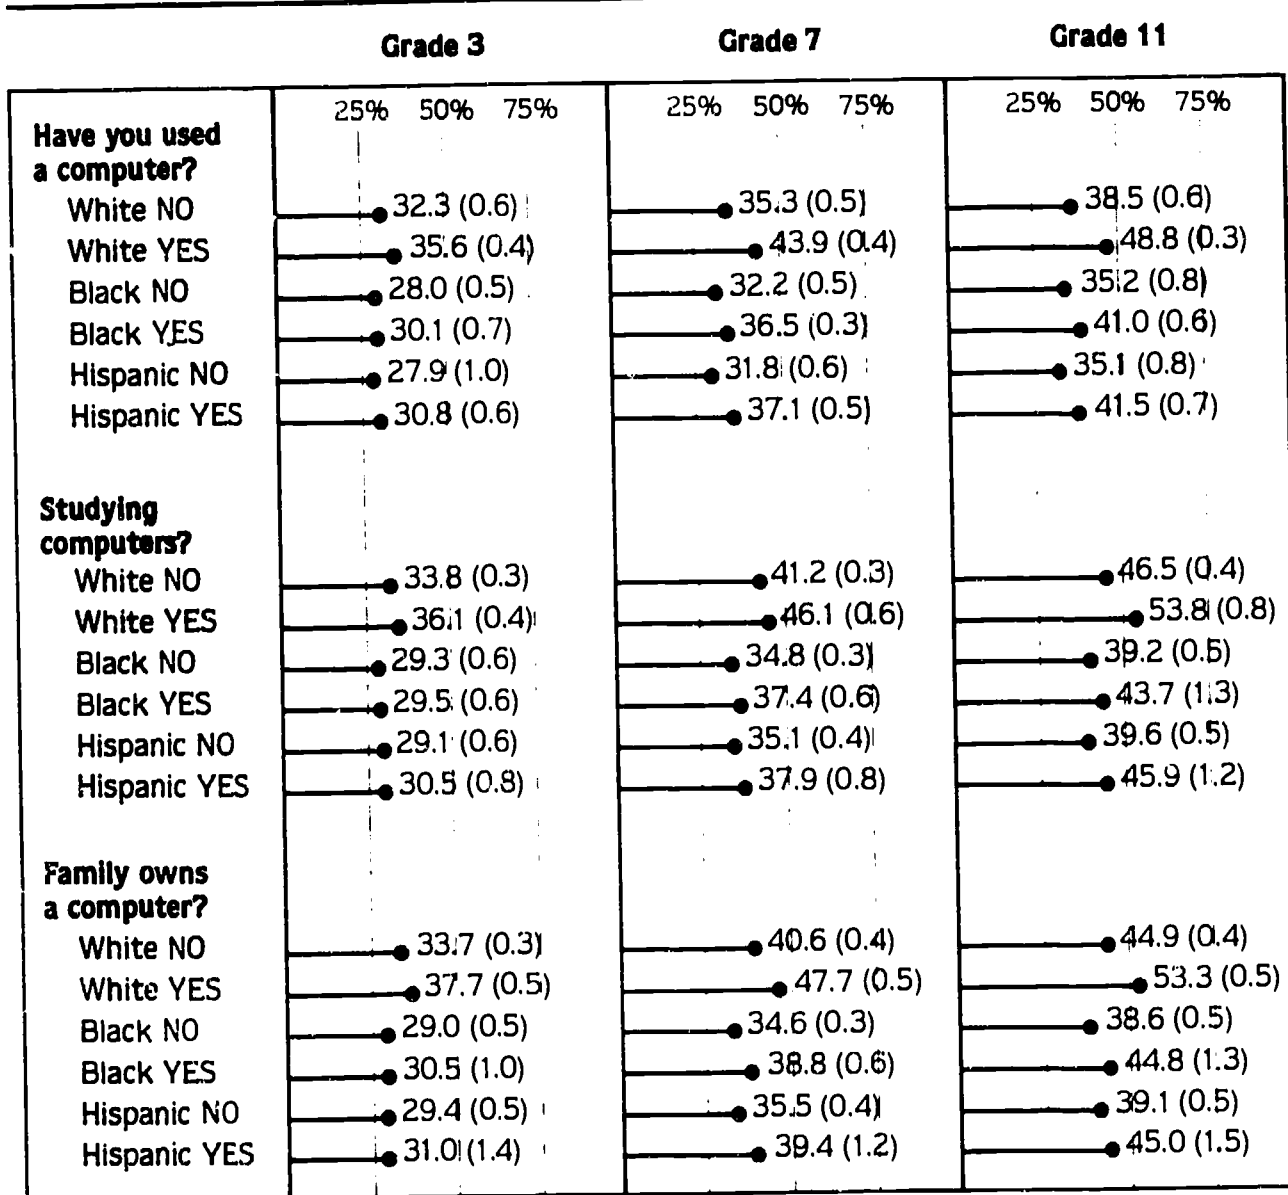 Grade 3 Grade 7 Grade 11
25% 50% 75% 25% 50% 75% 25% 50% 75%
Have you used
a computer?
White NO 32.3 (0.6) 35.3 (0.5) 38.5 (0.6)
White YES 35.6 (0.4) 43.9 (0.4) 48.8 (0.3)
Black NO 28.0 (0.5) 32.2 (0.5) 35.2 (0.8)
Black YES 30.1 (0.7) 36.5 (0.3) 41.0 (0.6)
Hispanic NO 27.9 (1.0) 31.8 (0.6) 35.1 (0.8)
Hispanic YES 30.8 (0.6) 37.1 (0.5) 41.5 (0.7)
Studying
computers?
White NO 33.8 (0.3) 41.2 (0.3) 46.5 (0.4)
White YES 36.1 (0.4) 46.1 (0.6) 53.8 (0.8)
Black NO 29.3 (0.6) 34.8 (0.3) 39.2 (0.5)
Black YES 29.5 (0.6) 37.4 (0.6) 43.7 (1.3)
Hispanic NO 29.1 (0.6) 35.1 (0.4) 39.6 (0.5)
Hispanic YES 30.5 (0.8) 37.9 (0.8) 45.9 (1.2)
Family owns
a computer?
White NO 33.7 (0.3) 40.6 (0.4) 44.9 (0.4)
White YES 37.7 (0.5) 47.7 (0.5) 53.3 (0.5)
Black NO 29.0 (0.5) 34.6 (0.3) 38.6 (0.5)
Black YES 30.5 (1.0) 38.8 (0.6) 44.8 (1.3)
Hispanic NO 29.4 (0.5) 35.5 (0.4) 39.1 (0.5)
Hispanic YES 31.0 (1.4) 39.4 (1.2) 45.0 (1.5)